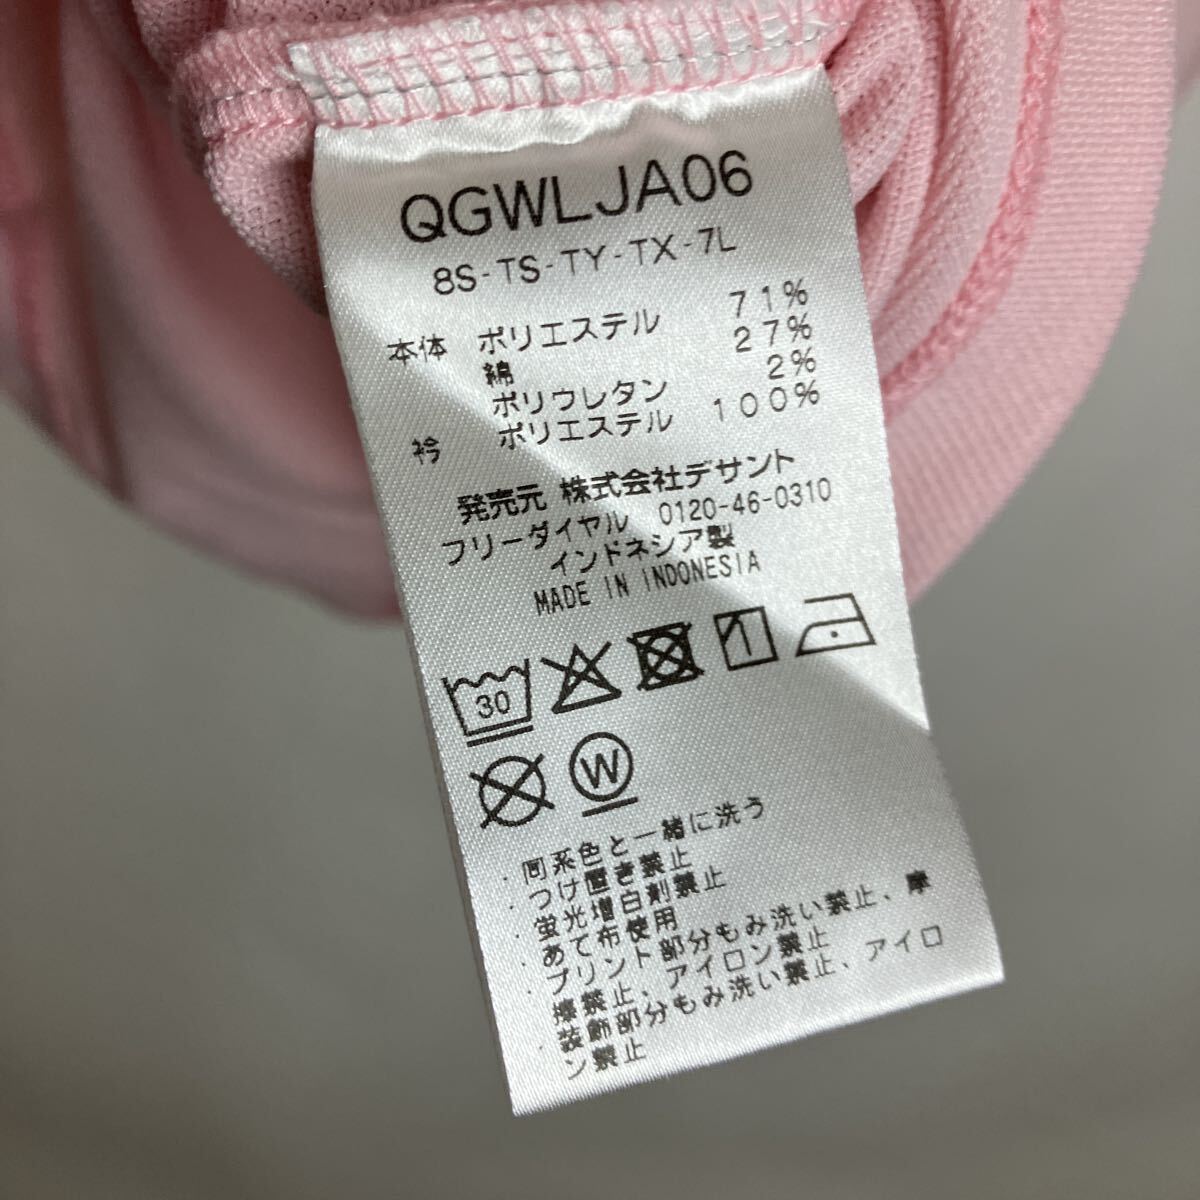 QGWLJA06
8S-TS-TY-TX-7L
本体 ポリエステル 71%
綿 27%
ポリウレタン 2%
衿 ポリエステル 100%
発売元 株式会社デサント
フリーダイヤル 0120-46-0310
インドネシア製
MADE IN INDONESIA
30
W
・同系色と一緒に洗う
・つけ置き禁止
・蛍光増白剤禁止
・あて布使用
・プリント部分もみ洗い禁止、摩
擦禁止、アイロン禁止
・装飾部分もみ洗い禁止、アイロ
ン禁止